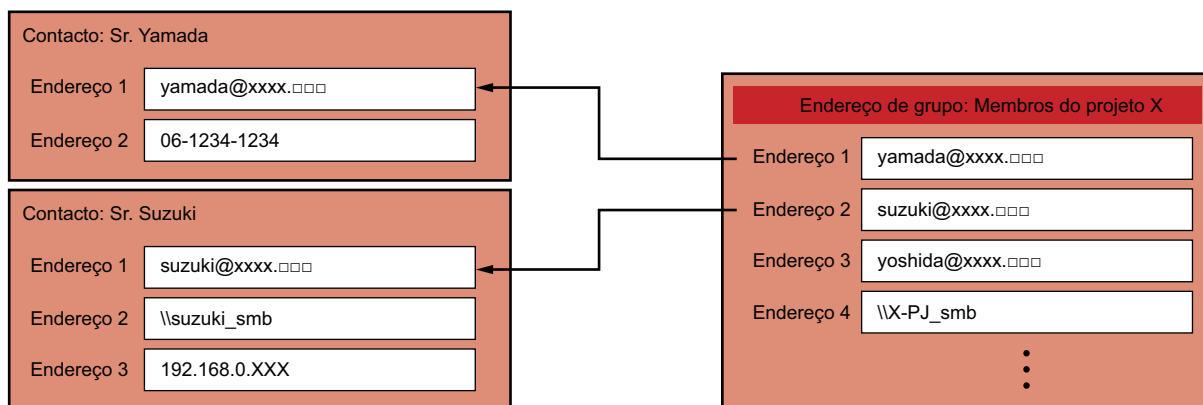 Contacto: Sr. Yamada
Endereço 1 yamada@xxxx.□□□
Endereço 2 06-1234-1234
Contacto: Sr. Suzuki
Endereço 1 suzuki@xxxx.□□□
Endereço 2 \\suzuki_smb
Endereço 3 192.168.0.XXX
Endereço de grupo: Membros do projeto X
Endereço 1 yamada@xxxx.□□□
Endereço 2 suzuki@xxxx.□□□
Endereço 3 yoshida@xxxx.□□□
Endereço 4 \\X-PJ_smb